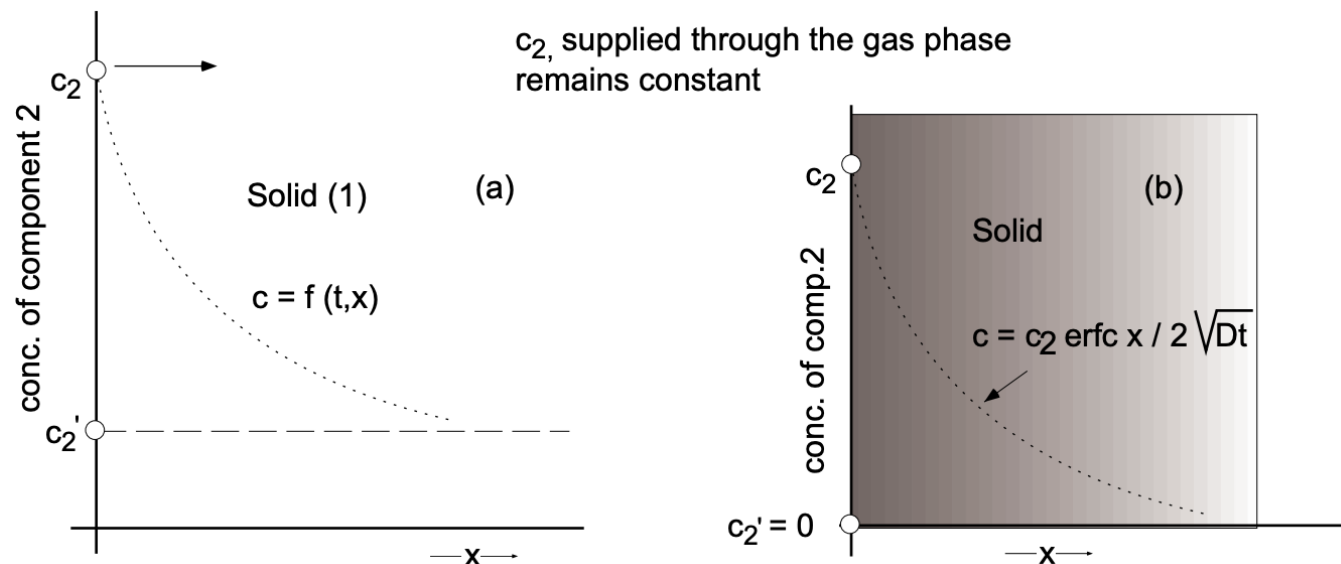 c₂, supplied through the gas phase
remains constant
c₂
conc. of component 2
Solid (1)
(a)
c = f (t,x)
c₂'
x
c₂
conc. of comp.2
(b)
Solid
c = c₂ erfc x / 2 √Dt
c₂' = 0
x